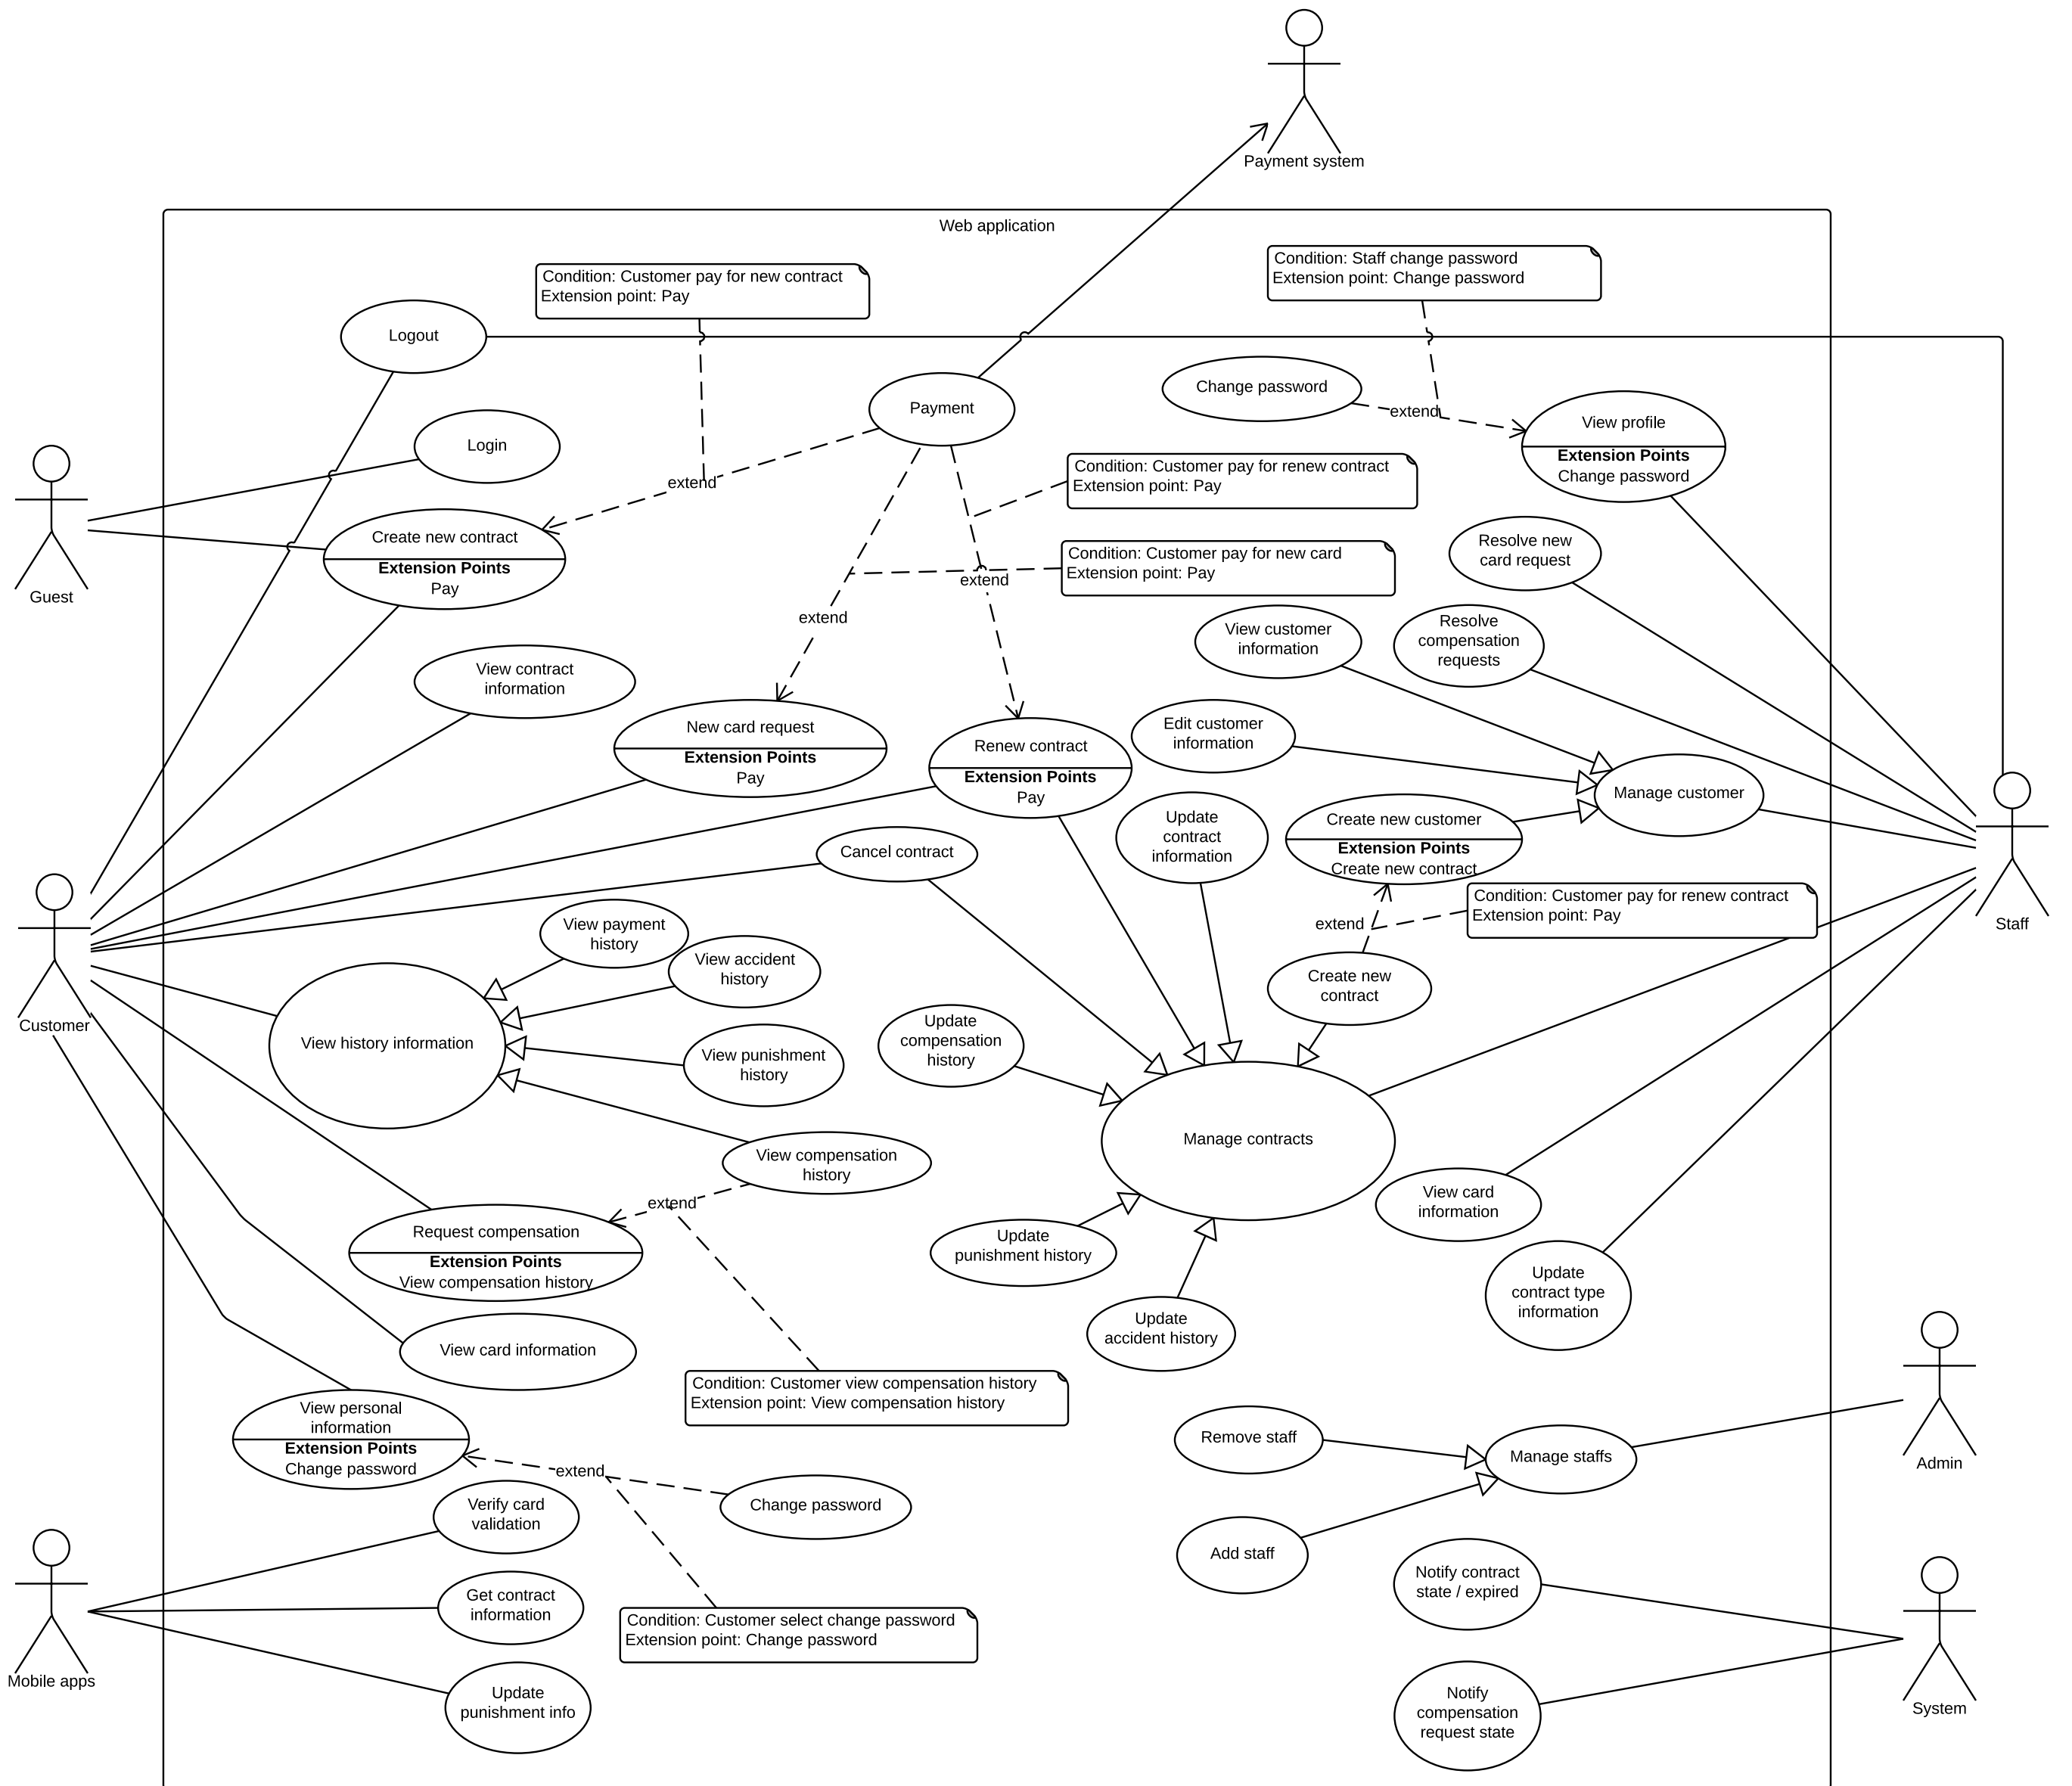 Payment system
Web application
Condition: Customer pay for new contract
Extension point: Pay
Condition: Staff change password
Extension point: Change password
Logout
Payment
Change password
extend
View profile
Extension Points
Change password
Login
Condition: Customer pay for renew contract
Extension point: Pay
extend
Guest
Create new contract
Extension Points
Pay
Condition: Customer pay for new card
Extension point: Pay
extend
extend
Resolve new
card request
View customer
information
Resolve
compensation
requests
View contract
information
New card request
Extension Points
Pay
Renew contract
Extension Points
Pay
Edit customer
information
Manage customer
Update
contract
information
Create new customer
Extension Points
Create new contract
Cancel contract
Condition: Customer pay for renew contract
Extension point: Pay
extend
Staff
Customer
View payment
history
View accident
history
Create new
contract
View history information
View punishment
history
Update
compensation
history
Manage contracts
View compensation
history
extend
View card
information
Request compensation
Extension Points
View compensation history
Update
punishment history
Update
accident history
Update
contract type
information
View card information
Condition: Customer view compensation history
Extension point: View compensation history
View personal
information
Extension Points
Change password
extend
Remove staff
Manage staffs
Admin
Verify card
validation
Change password
Add staff
Mobile apps
Get contract
information
Condition: Customer select change password
Extension point: Change password
Notify contract
state / expired
Update
punishment info
Notify
compensation
request state
System